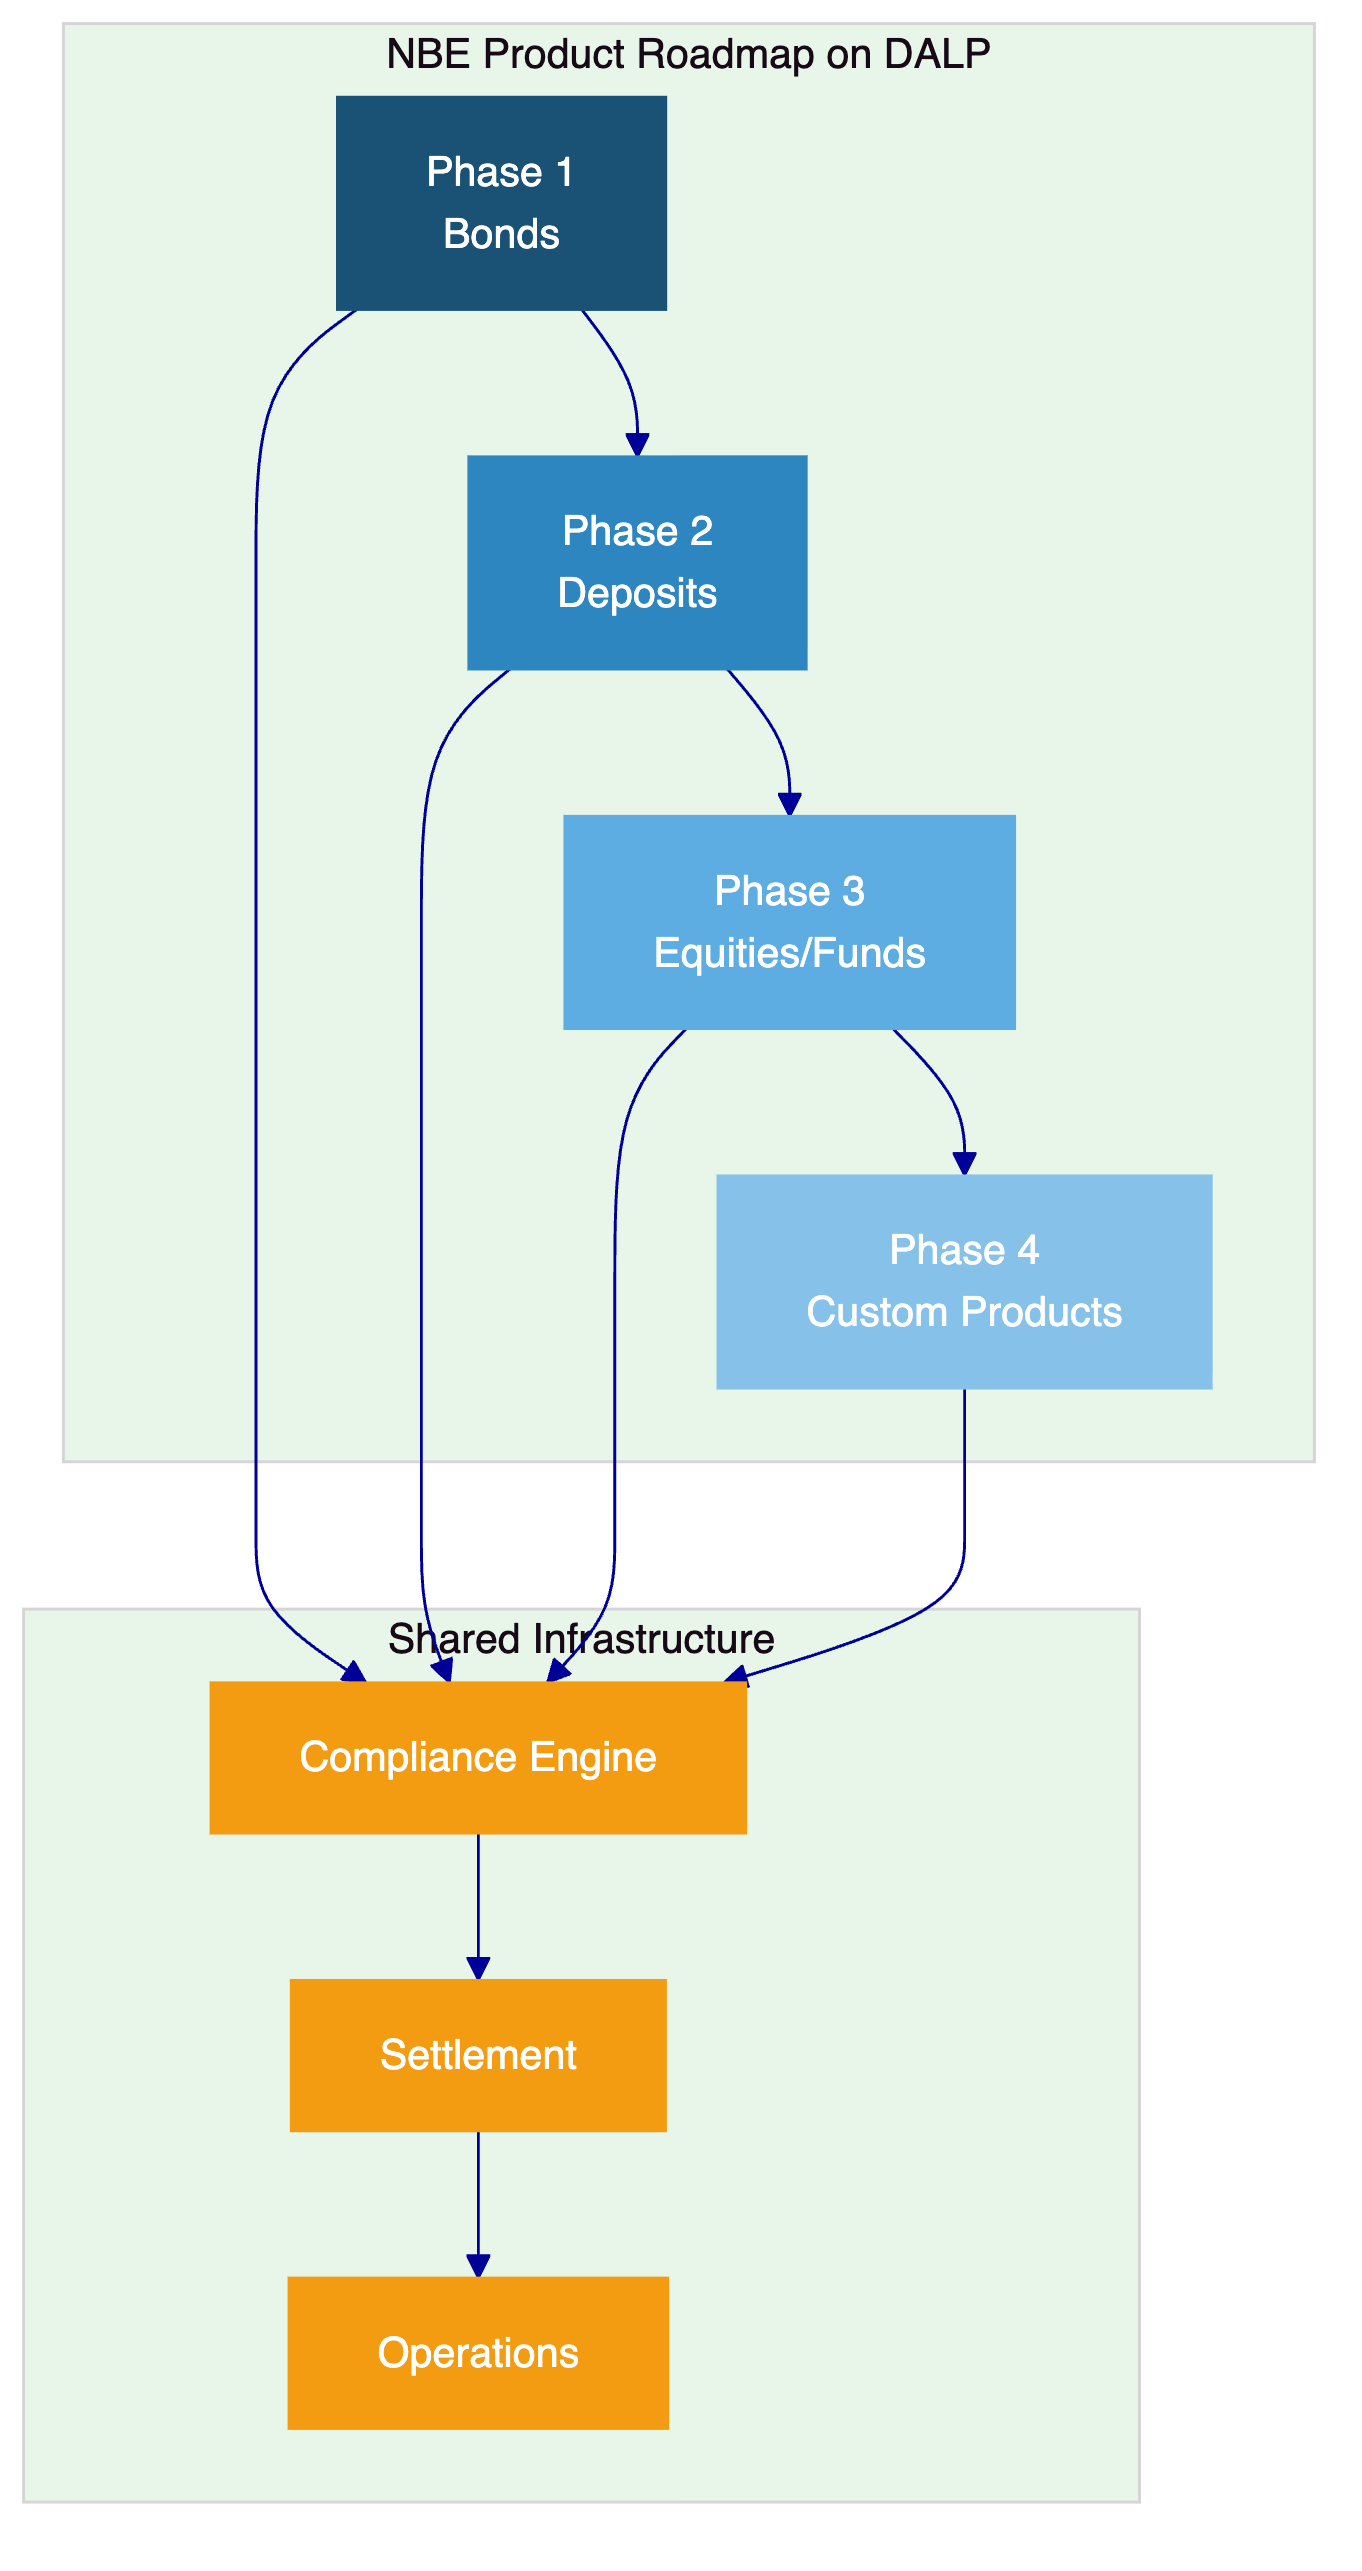 NBE Product Roadmap on DALP
Phase 1
Bonds
Phase 2
Deposits
Phase 3
Equities/Funds
Phase 4
Custom Products
Shared Infrastructure
Compliance Engine
Settlement
Operations